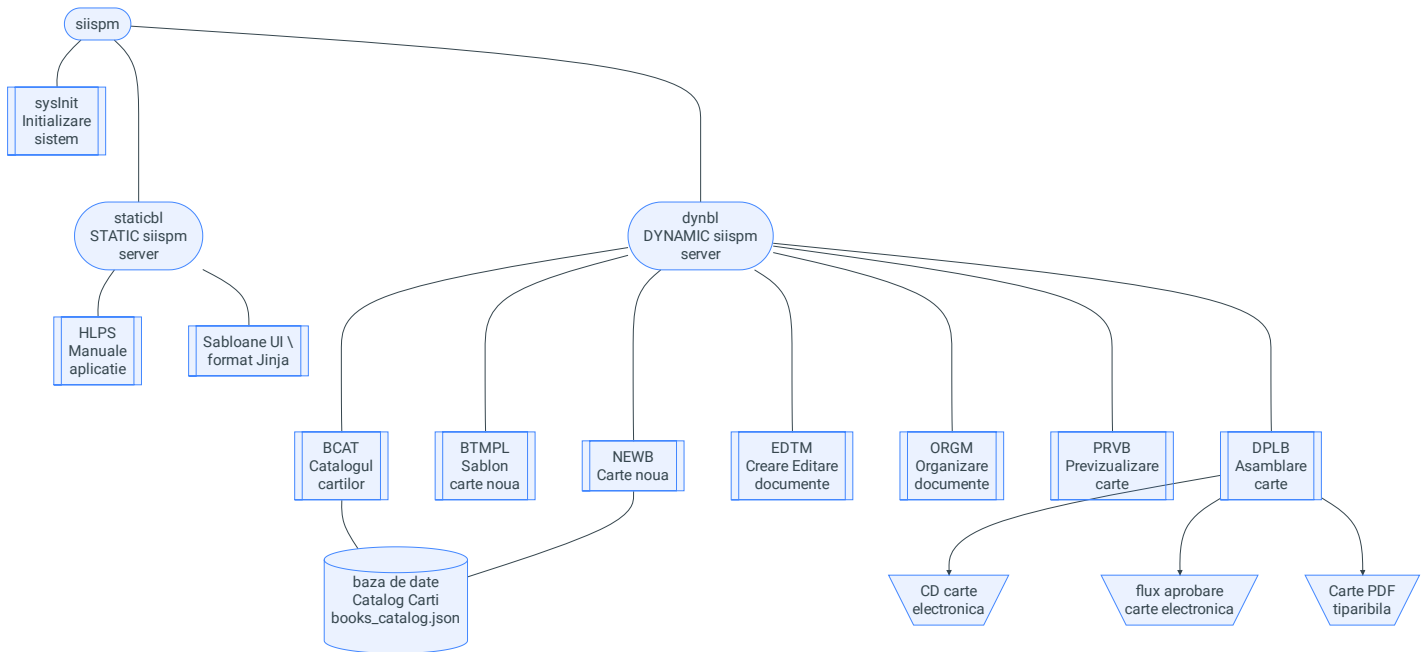 siispm
sysInit
Initializare
sistem
staticbl
STATIC siispm
server
dynbl
DYNAMIC siispm
server
HLPS
Manuale
aplicatie
Sabloane UI \
format Jinja
BCAT
Catalogul
cartilor
BTMPL
Sablon
carte noua
NEWB
Carte noua
EDTM
Creare Editare
documente
ORGM
Organizare
documente
PRVB
Previzualizare
carte
DPLB
Asamblare
carte
baza de date
Catalog Carti
books_catalog.json
CD carte
electronica
flux aprobare
carte electronica
Carte PDF
tiparibila